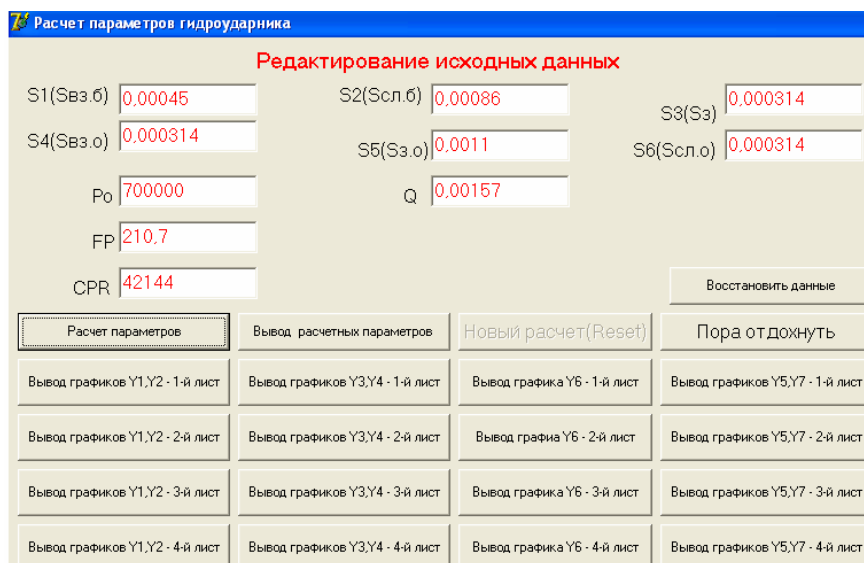 Расчет параметров гидроударника
Редактирование исходных данных
S1(Sвз.б) 0,00045 S2(Sсл.б) 0,00086 S3(Sз) 0,000314
S4(Sвз.о) 0,000314 S5(Sз.о) 0,0011 S6(Sсл.о) 0,000314
Po 700000 Q 0,00157
FP 210,7
CPR 42144 Восстановить данные
Расчет параметров Вывод расчетных параметров Новый расчет(Reset) Пора отдохнуть
Вывод графиков Y1,Y2 - 1-й лист Вывод графиков Y3,Y4 - 1-й лист Вывод графика Y6 - 1-й лист Вывод графиков Y5,Y7 - 1-й лист
Вывод графиков Y1,Y2 - 2-й лист Вывод графиков Y3,Y4 - 2-й лист Вывод графиа Y6 - 2-й лист Вывод графиков Y5,Y7 - 2-й лист
Вывод графиков Y1,Y2 - 3-й лист Вывод графиков Y3,Y4 - 3-й лист Вывод графика Y6 - 3-й лист Вывод графиков Y5,Y7 - 3-й лист
Вывод графиков Y1,Y2 - 4-й лист Вывод графиков Y3,Y4 - 4-й лист Вывод графика Y6 - 4-й лист Вывод графиков Y5,Y7 - 4-й лист